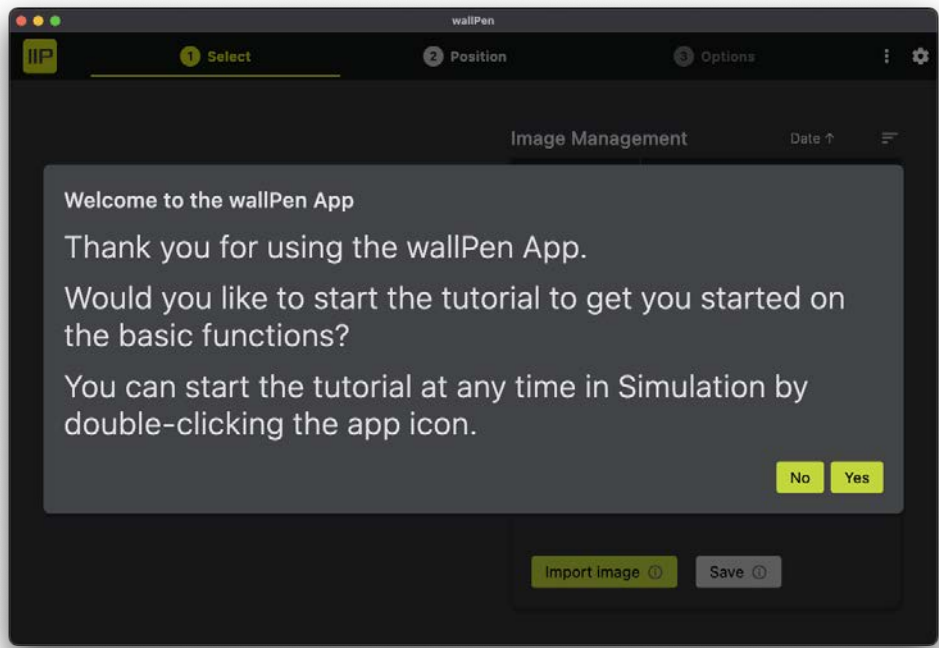 wallPen
IIP
1 Select
2 Position
3 Options
Image Management
Date ↑
Welcome to the wallPen App
Thank you for using the wallPen App.
Would you like to start the tutorial to get you started on
the basic functions?
You can start the tutorial at any time in Simulation by
double-clicking the app icon.
No
Yes
Import image
Save